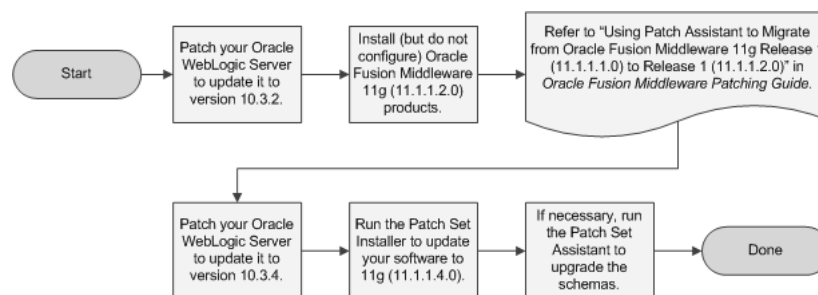 Start
Patch your Oracle
WebLogic Server
to update it to
version 10.3.2.
Install (but do not
configure) Oracle
Fusion Middleware
11g (11.1.1.2.0)
products.
Refer to “Using Patch Assistant to Migrate
from Oracle Fusion Middleware 11g Release 1
(11.1.1.1.0) to Release 1 (11.1.1.2.0)” in
Oracle Fusion Middleware Patching Guide.
Patch your Oracle
WebLogic Server
to update it to
version 10.3.4.
Run the Patch Set
Installer to update
your software to
11g (11.1.1.4.0).
If necessary, run
the Patch Set
Assistant to
upgrade the
schemas.
Done